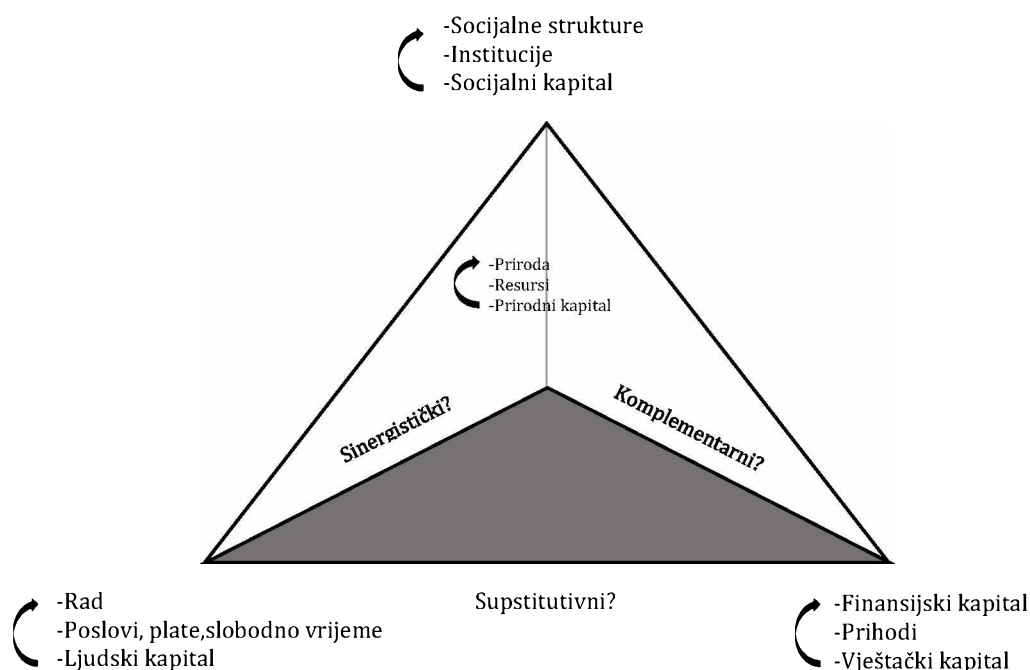 -Socijalne strukture
-Institucije
-Socijalni kapital
-Priroda
-Resursi
-Prirodni kapital
Sinergistički?
Komplementarni?
-Rad
-Poslovi, plate,slobodno vrijeme
-Ljudski kapital
Supstitutivni?
-Finansijski kapital
-Prihodi
-Vještački kapital